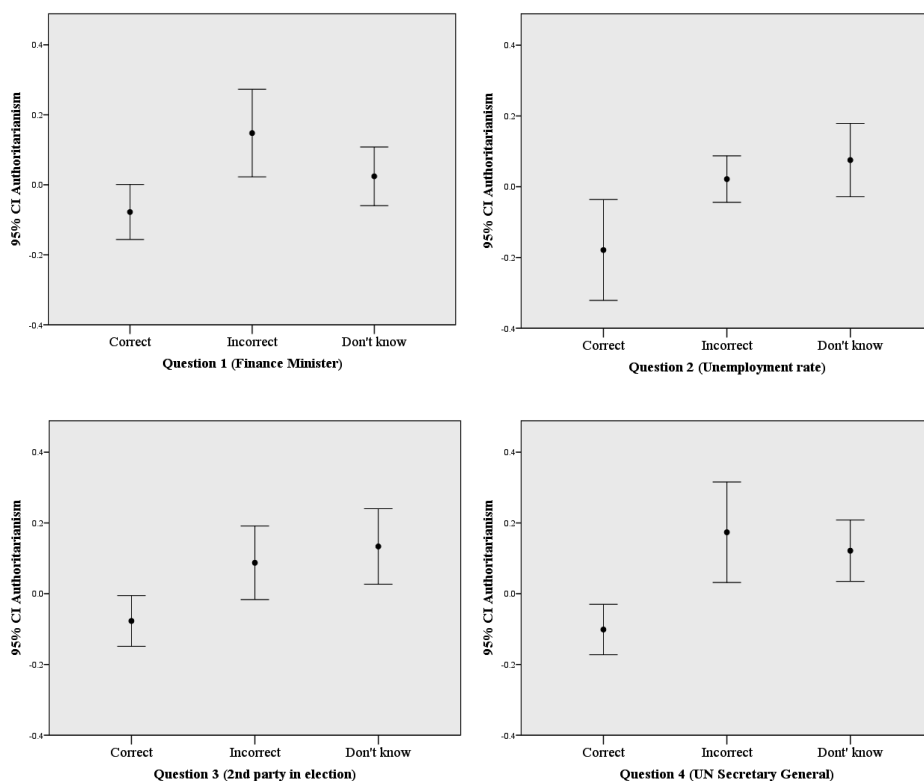 95% CI Authoritarianism
0.4
0.2
0.0
-0.2
-0.4
Correct Incorrect Don't know
Question 1 (Finance Minister)
95% CI Authoritarianism
0.4
0.2
0.0
-0.2
-0.4
Correct Incorrect Don't know
Question 2 (Unemployment rate)
95% CI Authoritarianism
0.4
0.2
0.0
-0.2
-0.4
Correct Incorrect Don't know
Question 3 (2nd party in election)
95% CI Authoritarianism
0.4
0.2
0.0
-0.2
-0.4
Correct Incorrect Dont' know
Question 4 (UN Secretary General)